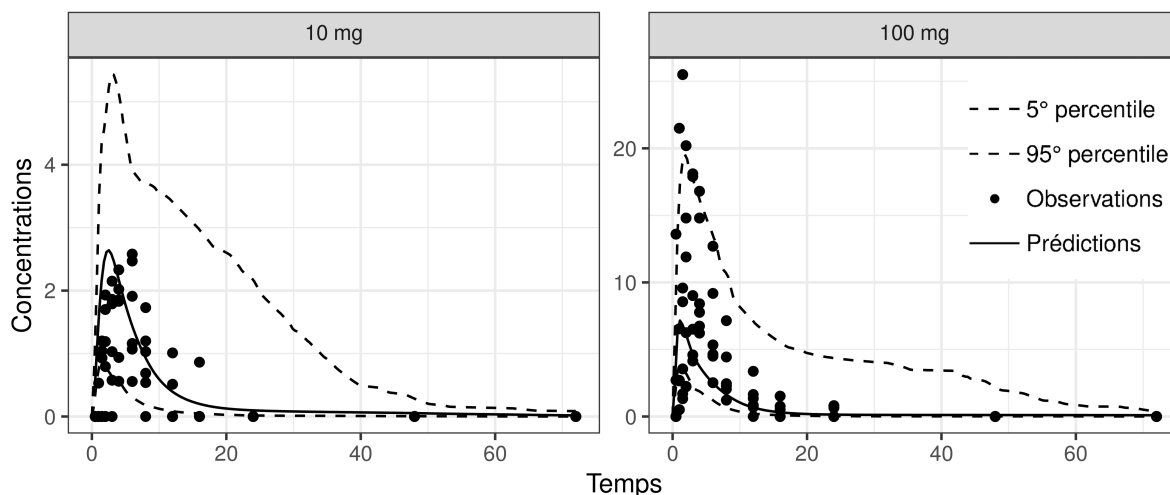 10 mg
100 mg
Concentrations
4
2
0
0
20
40
60
20
10
0
0
20
40
60
5° percentile
95° percentile
Observations
Prédictions
Temps